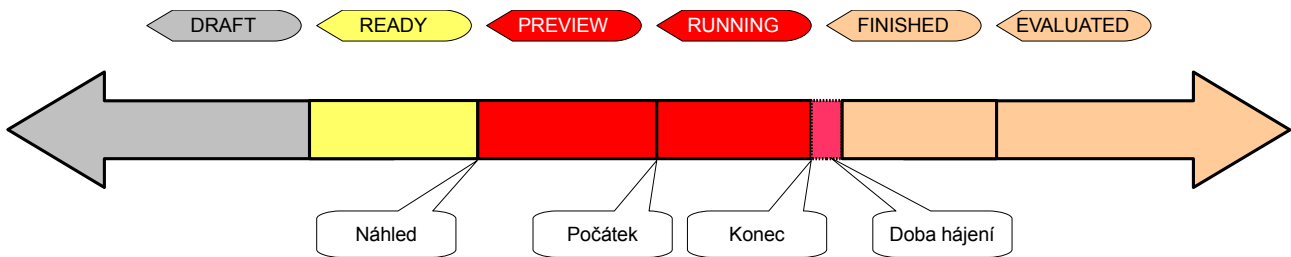 DRAFT
READY
PREVIEW
RUNNING
FINISHED
EVALUATED
Náhled
Počátek
Konec
Doba hájení